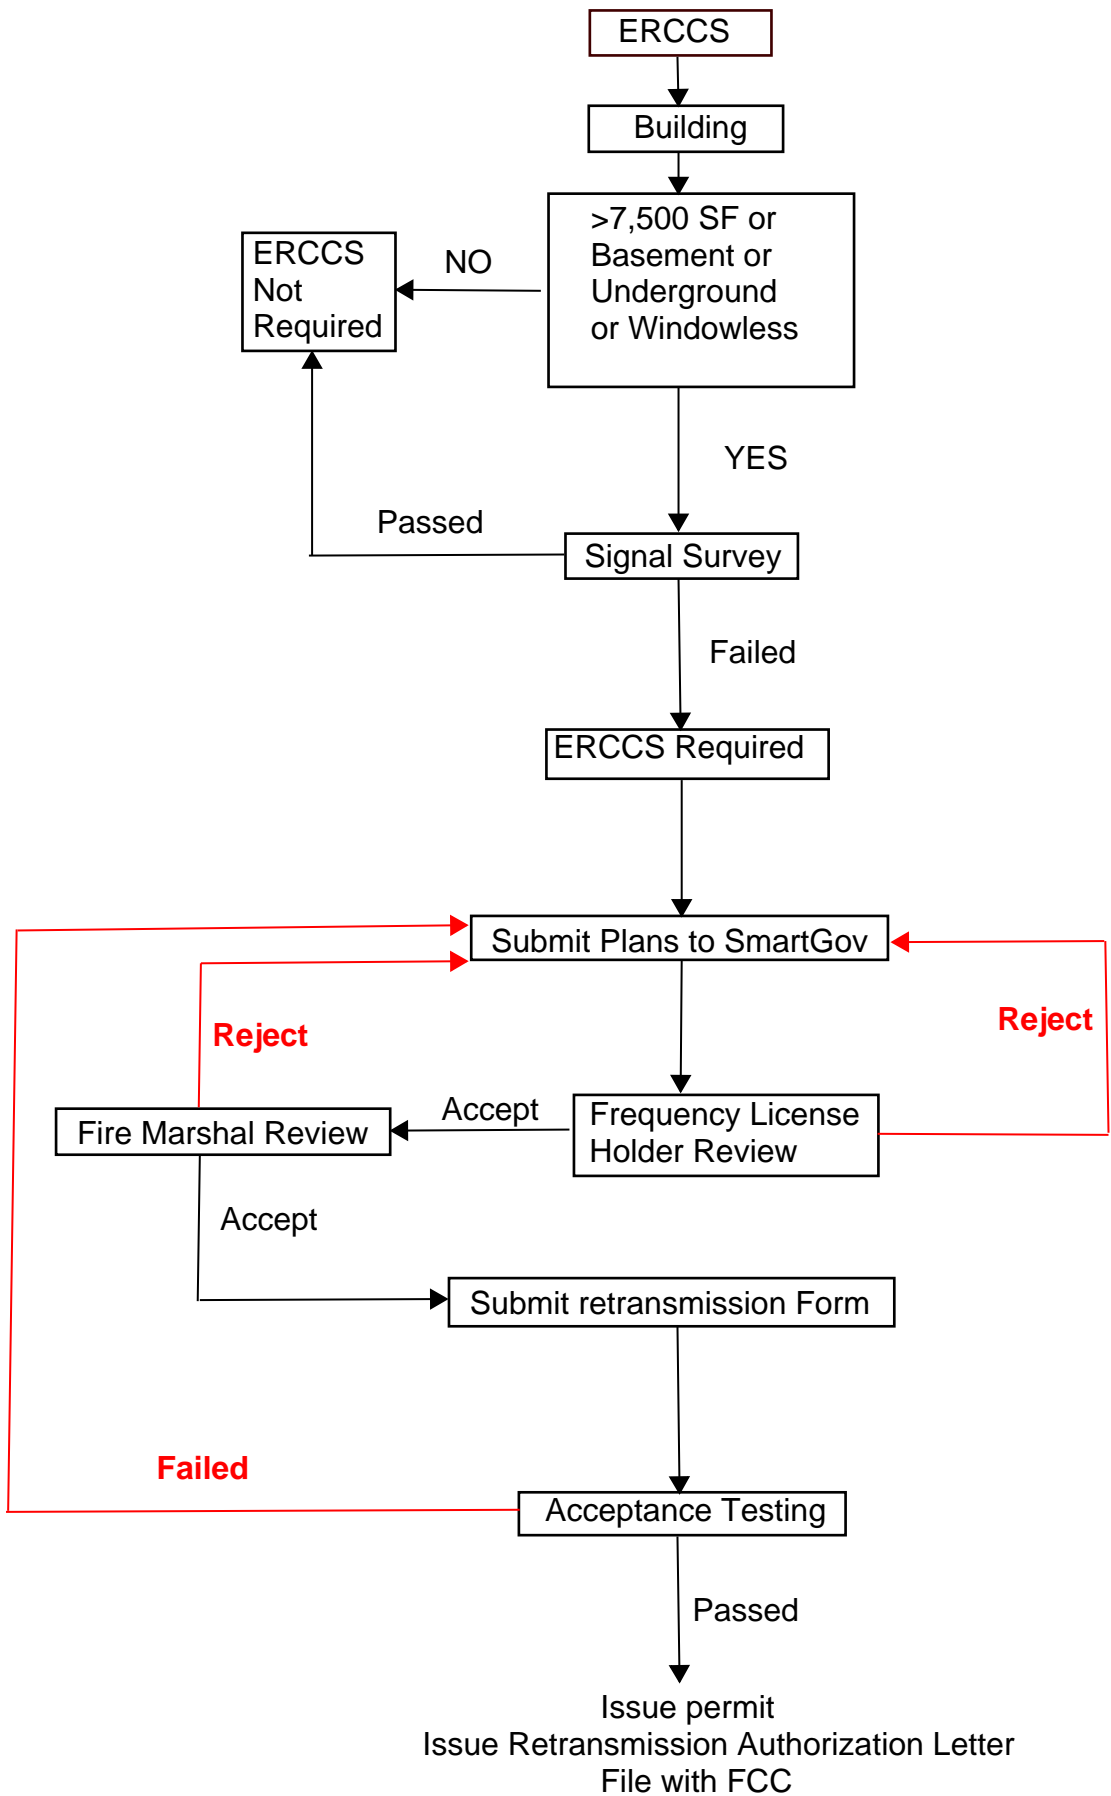 ERCCS
Building
>7,500 SF or
Basement or
Underground
or Windowless
NO
ERCCS
Not
Required
YES
Passed
Signal Survey
Failed
ERCCS Required
Submit Plans to SmartGov
Reject
Reject
Accept
Frequency License
Holder Review
Fire Marshal Review
Accept
Submit retransmission Form
Failed
Acceptance Testing
Passed
Issue permit
Issue Retransmission Authorization Letter
File with FCC